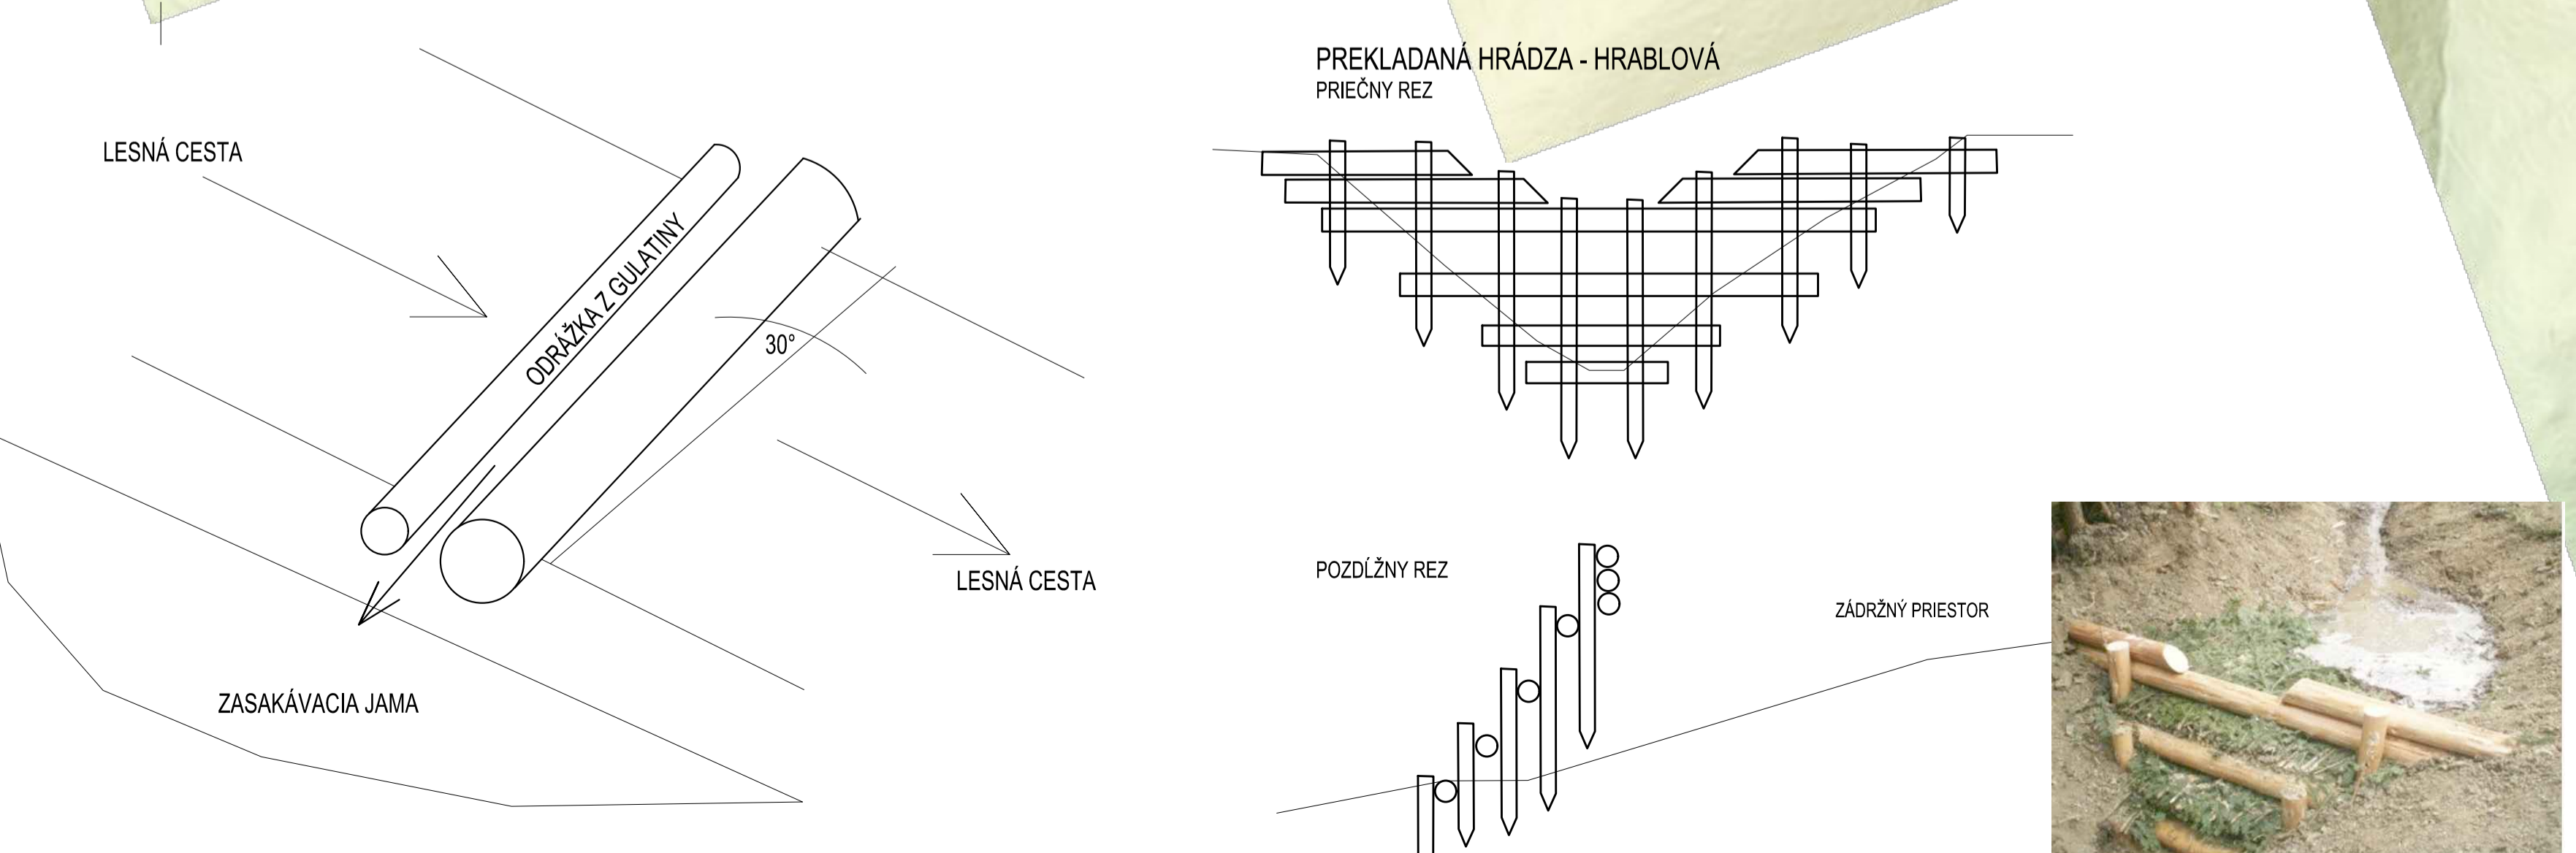 LESNÁ CESTA
ODRÁŽKA Z GULATINY
30°
LESNÁ CESTA
ZASAKÁVACIA JAMA
PREKLADANÁ HRÁDZA - HRABLOVÁ
PRIEČNY REZ
POZDĹŽNY REZ
ZÁDRŽNÝ PRIESTOR